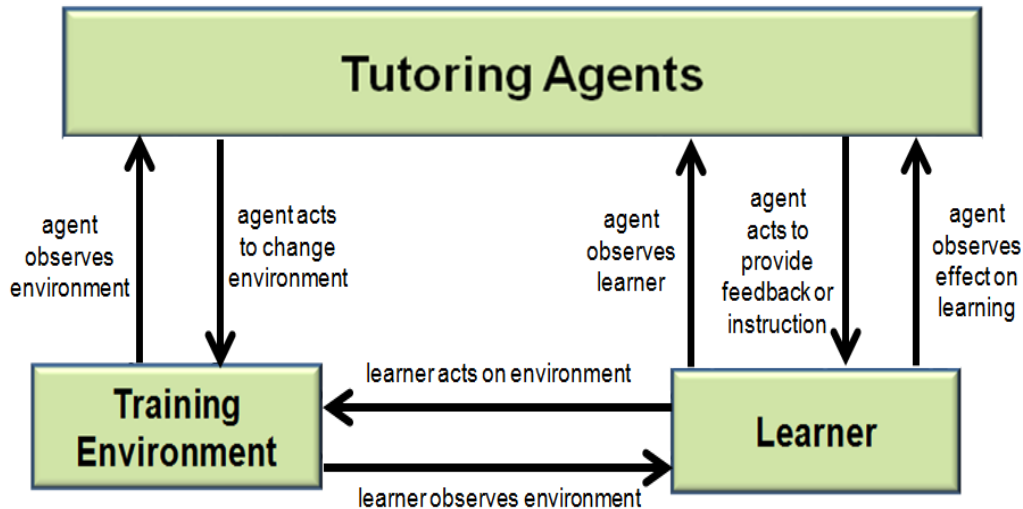 Tutoring Agents
agent
observes
environment
agent acts
to change
environment
agent
observes
learner
agent
acts to
provide
feedback or
instruction
agent
observes
effect on
learning
learner acts on environment
Training
Environment
Learner
learner observes environment